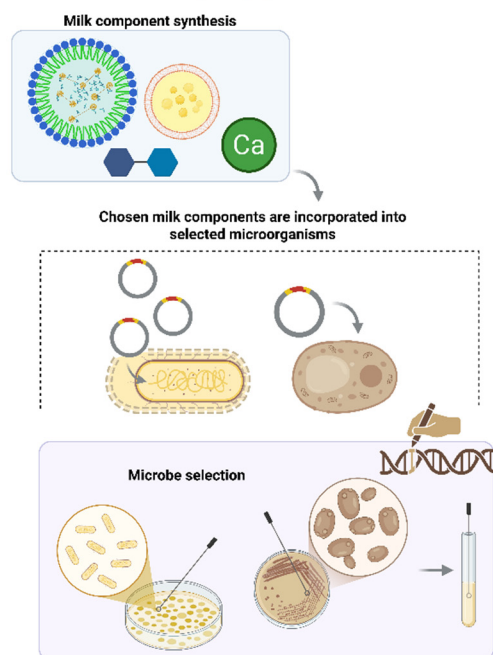 Milk component synthesis
Ca
Chosen milk components are incorporated into
selected microorganisms
Microbe selection